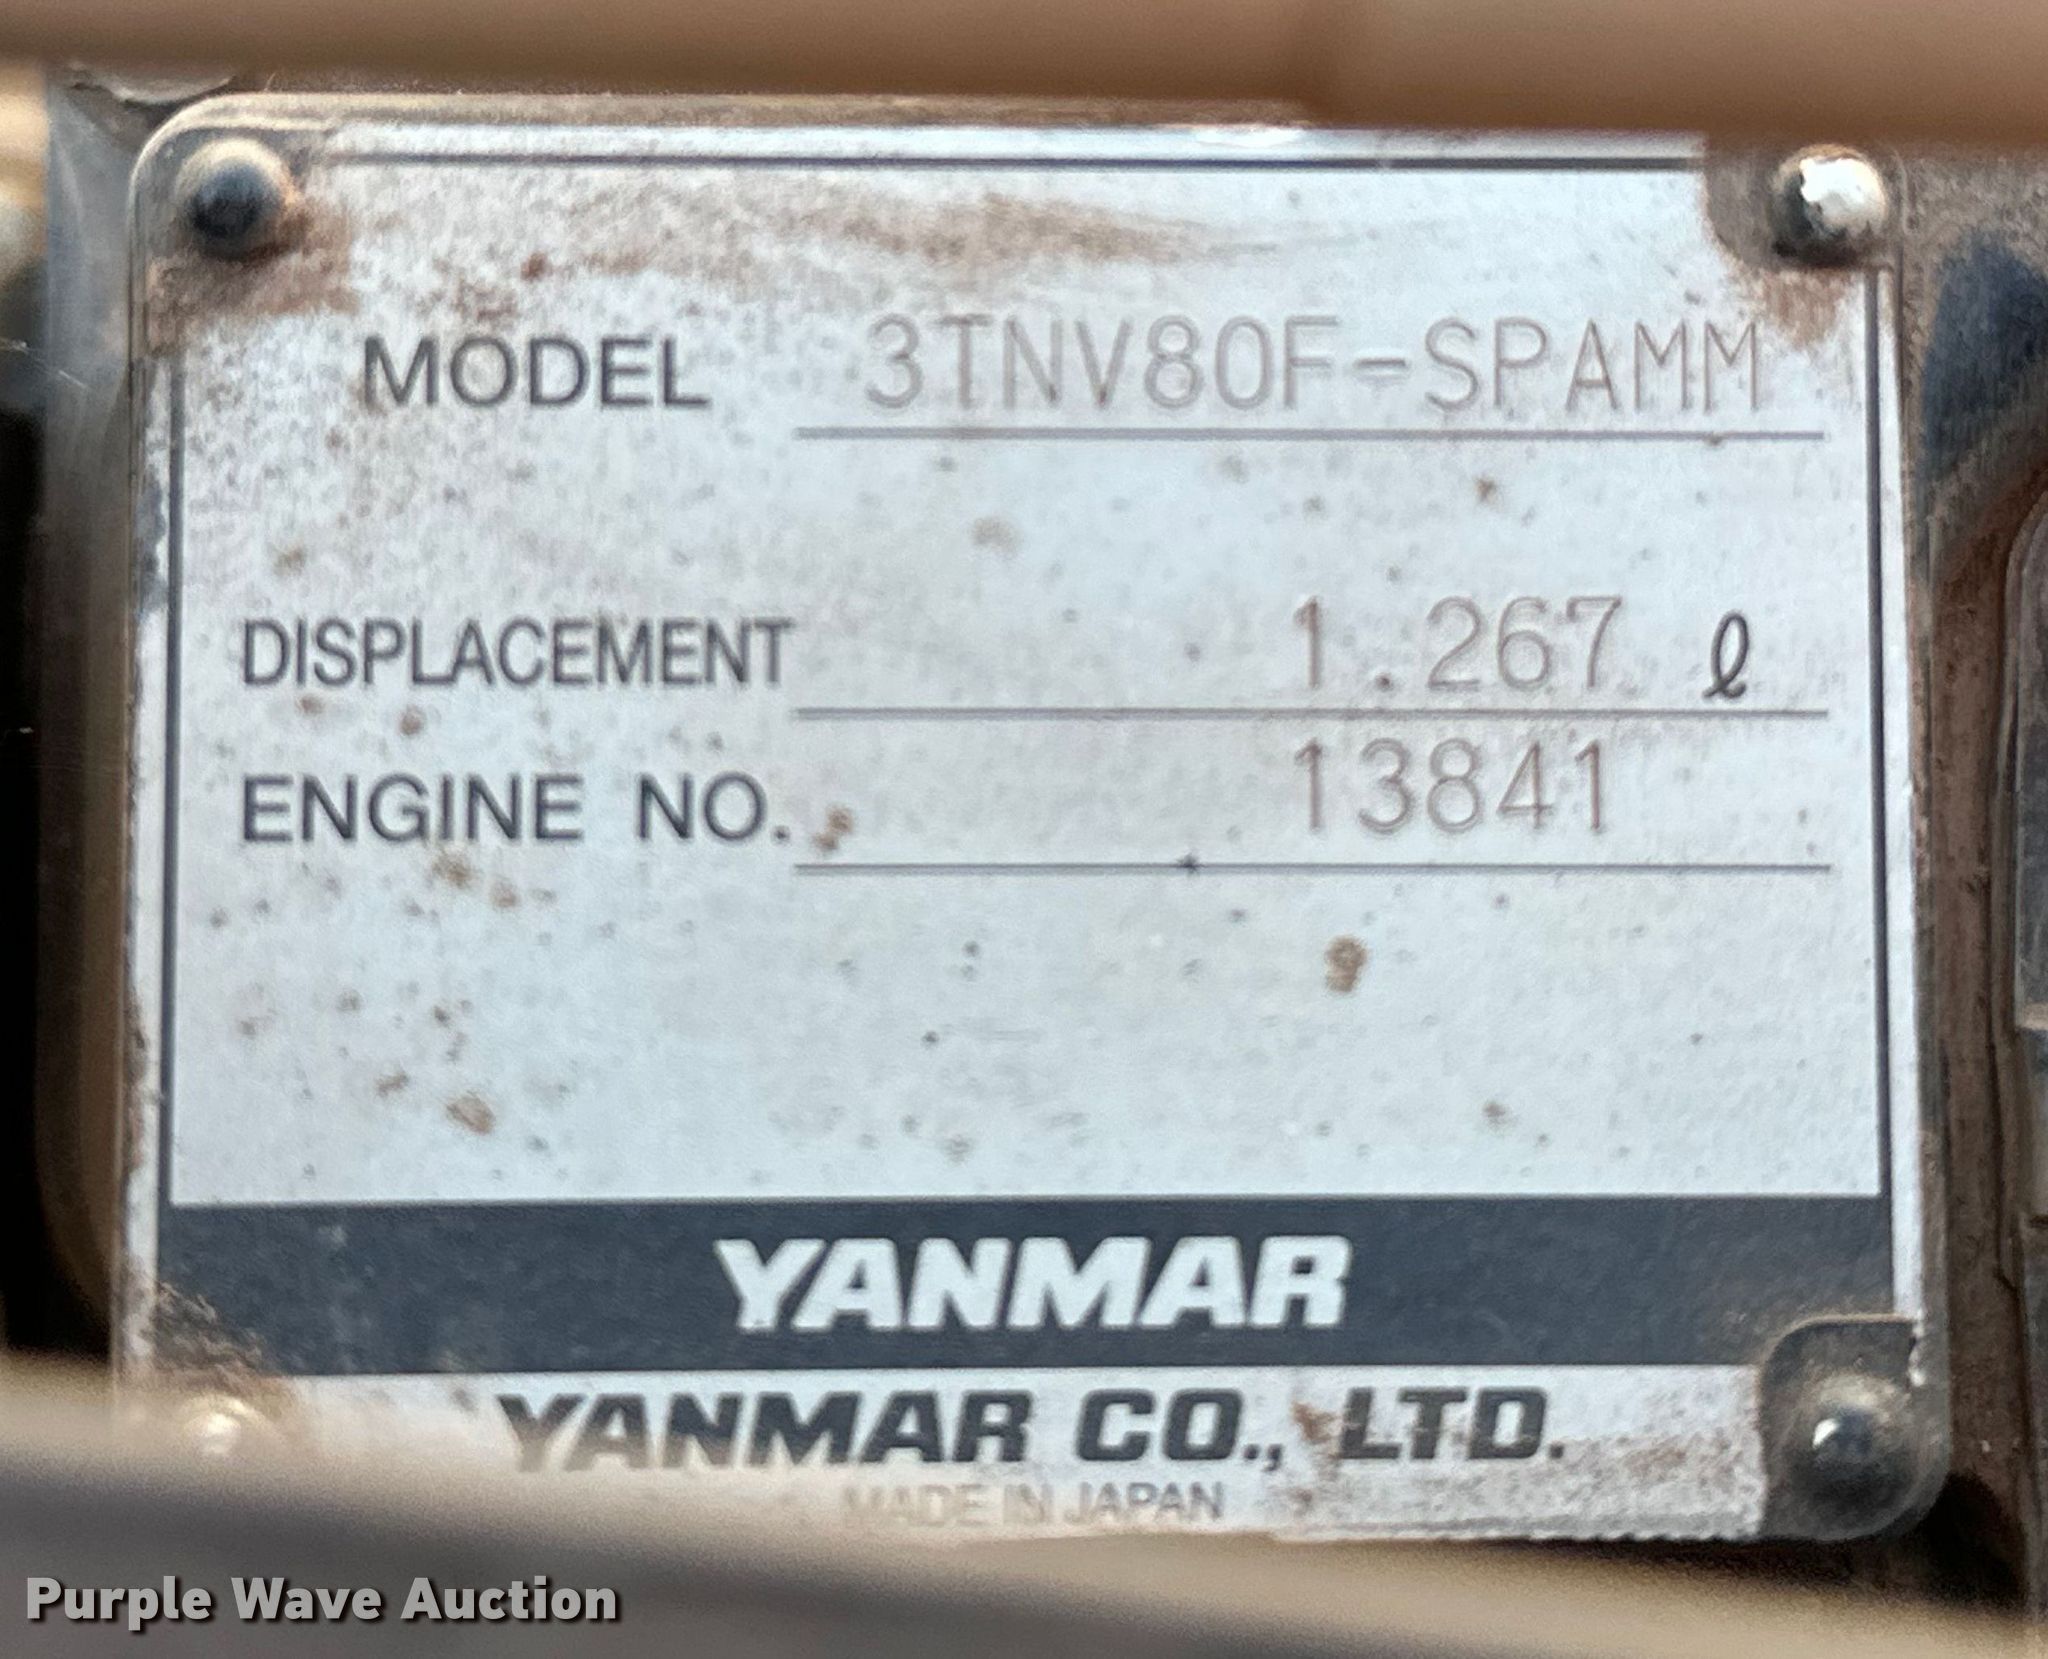 MODEL 3TNV80F-SPAMM
DISPLACEMENT 1.267 ℓ
ENGINE NO. 13841
YANMAR
YANMAR CO., LTD.
MADE IN JAPAN
Purple Wave Auction